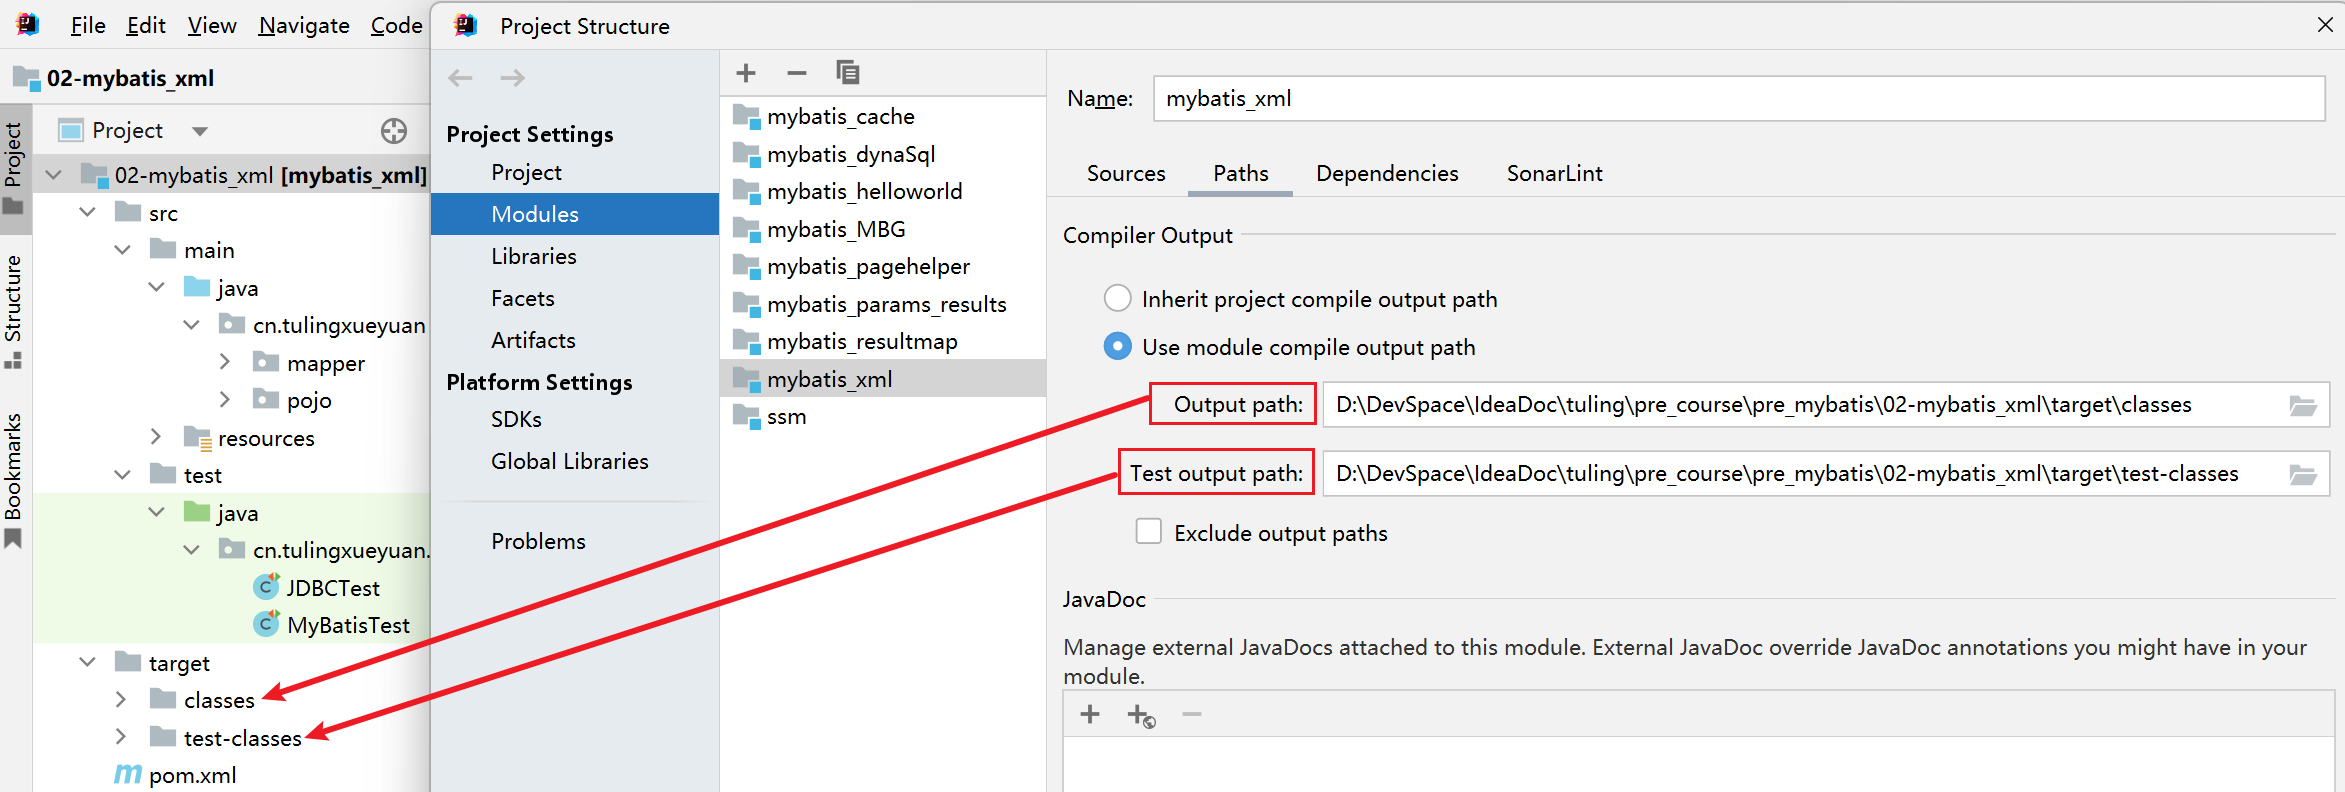 File Edit View Navigate Code
Project Structure
02-mybatis_xml
Project
Structure
Bookmarks
Project
02-mybatis_xml [mybatis_xml]
src
main
java
cn.tulingxueyuan
mapper
pojo
resources
test
java
cn.tulingxueyuan.
JDBCTest
MyBatisTest
target
classes
test-classes
pom.xml
Project Settings
Project
Modules
Libraries
Facets
Artifacts
Platform Settings
SDKs
Global Libraries
Problems
mybatis_cache
mybatis_dynaSql
mybatis_helloworld
mybatis_MBG
mybatis_pagehelper
mybatis_params_results
mybatis_resultmap
mybatis_xml
ssm
Name: mybatis_xml
Sources Paths Dependencies SonarLint
Compiler Output
Inherit project compile output path
Use module compile output path
Output path: D:\DevSpace\IdeaDoc\tuling\pre_course\pre_mybatis\02-mybatis_xml\target\classes
Test output path: D:\DevSpace\IdeaDoc\tuling\pre_course\pre_mybatis\02-mybatis_xml\target\test-classes
Exclude output paths
JavaDoc
Manage external JavaDocs attached to this module. External JavaDoc override JavaDoc annotations you might have in your
module.